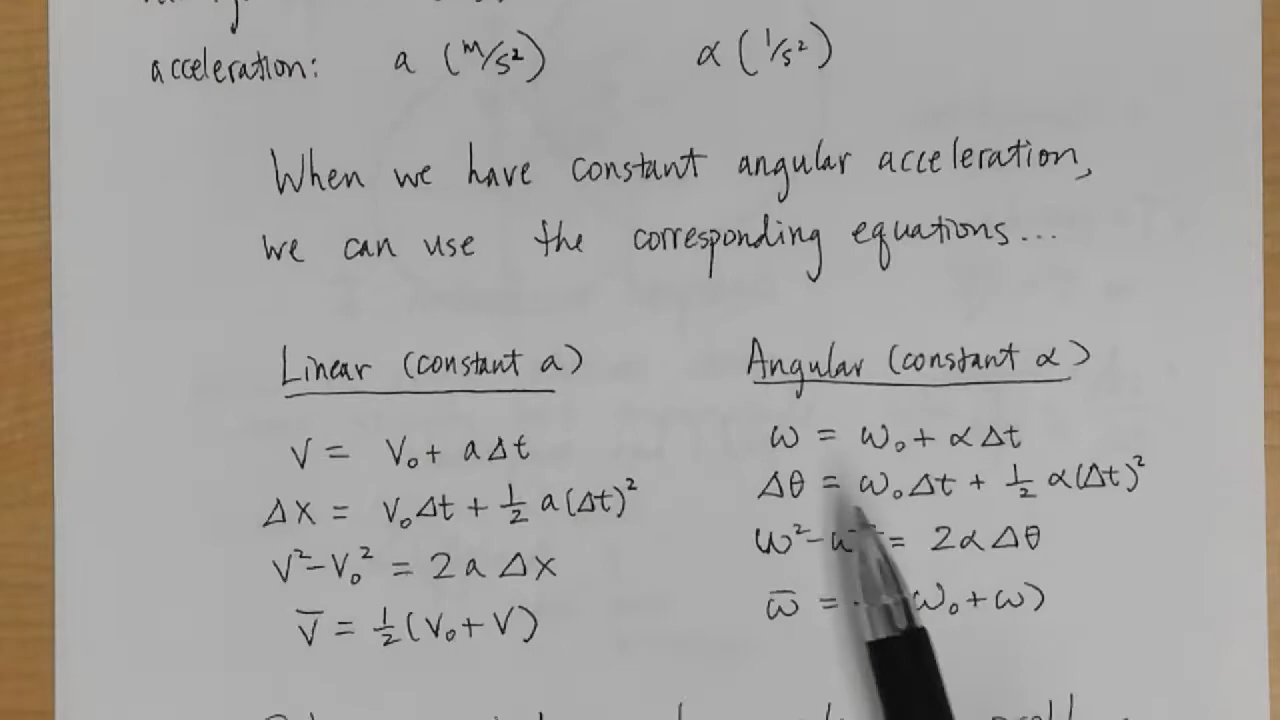 acceleration: a (m/s²) α (1/s²)
When we have constant angular acceleration,
we can use the corresponding equations...
Linear (constant a)
V = V₀ + aΔt
Δx = V₀Δt + ½ a(Δt)²
V² - V₀² = 2aΔx
V̅ = ½(V₀ + V)
Angular (constant α)
ω = ω₀ + αΔt
Δθ = ω₀Δt + ½ α(Δt)²
ω² - = 2αΔθ
ω̅ = ω₀ + ω)